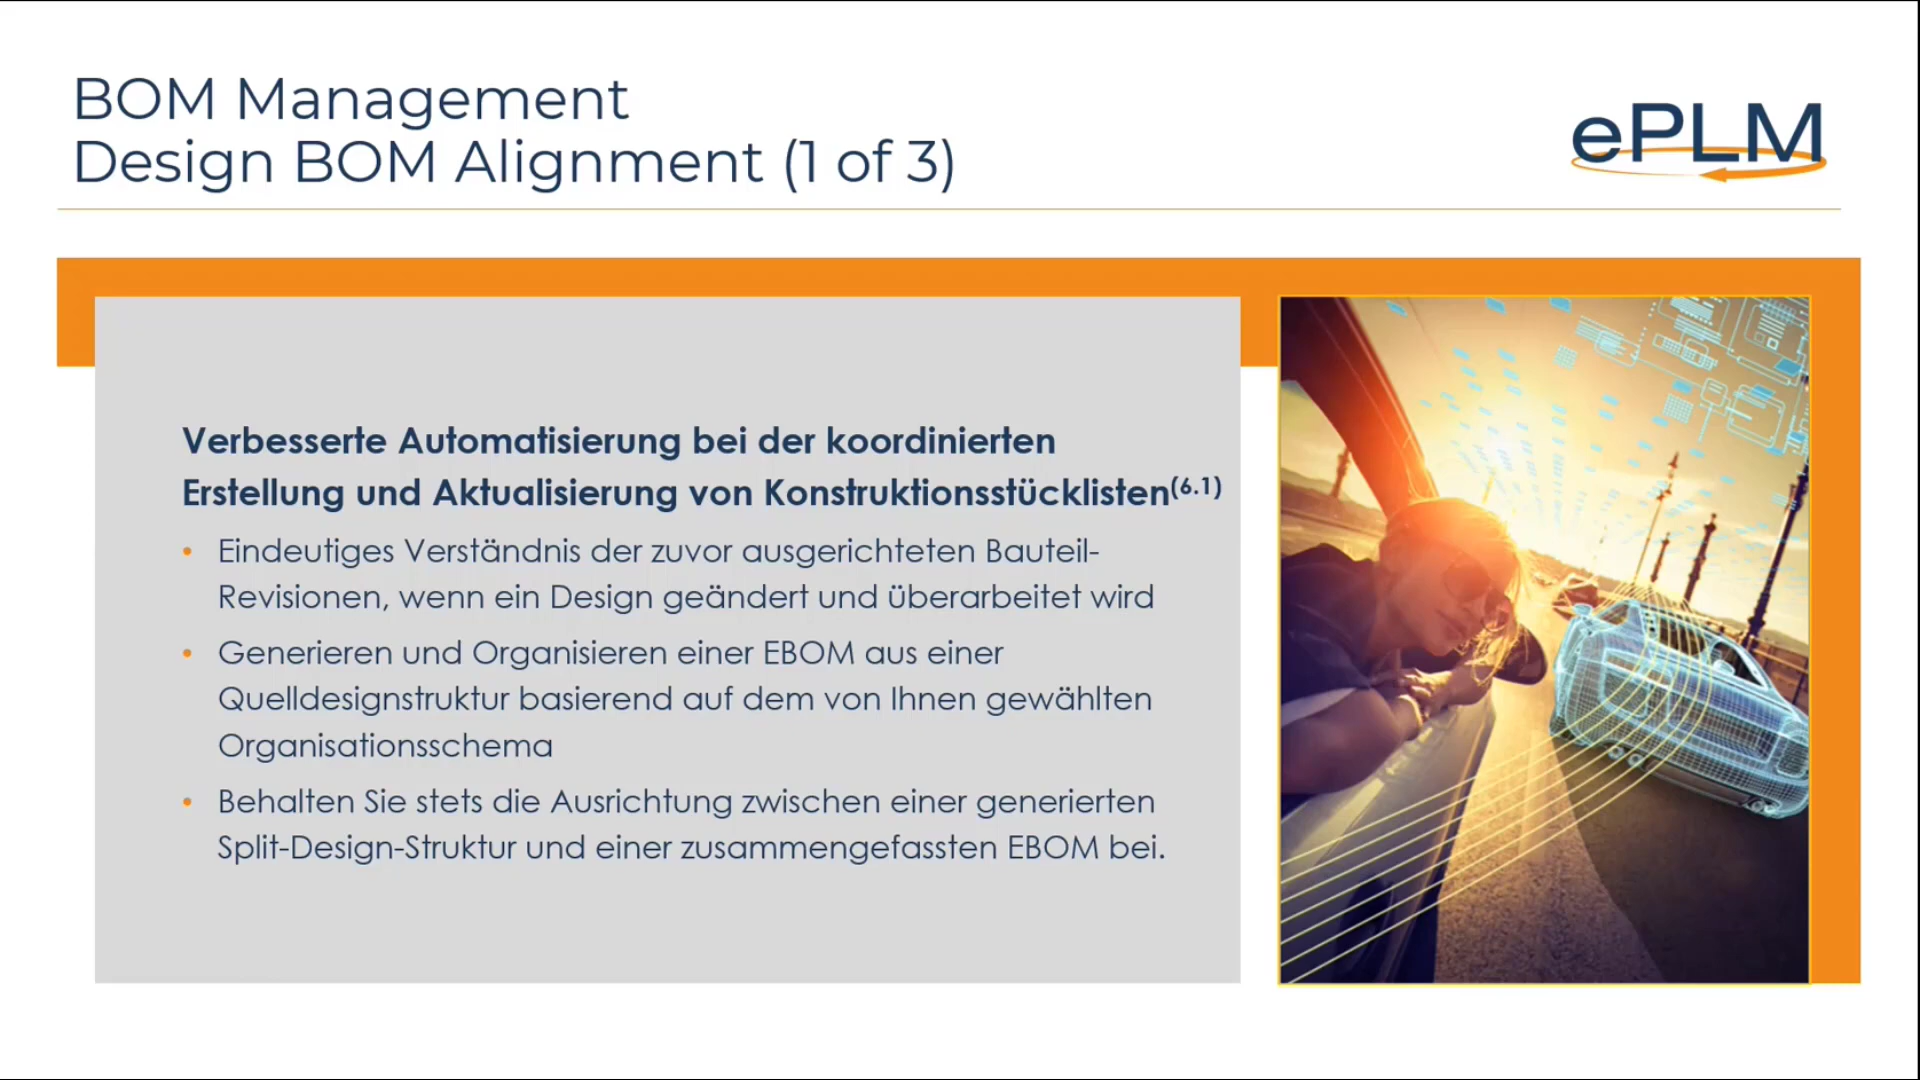 BOM Management
Design BOM Alignment (1 of 3)
ePLM
Verbesserte Automatisierung bei der koordinierten
Erstellung und Aktualisierung von Konstruktionsstücklisten(6.1)
• Eindeutiges Verständnis der zuvor ausgerichteten Bauteil-
Revisionen, wenn ein Design geändert und überarbeitet wird
• Generieren und Organisieren einer EBOM aus einer
Quelldesignstruktur basierend auf dem von Ihnen gewählten
Organisationsschema
• Behalten Sie stets die Ausrichtung zwischen einer generierten
Split-Design-Struktur und einer zusammengefassten EBOM bei.